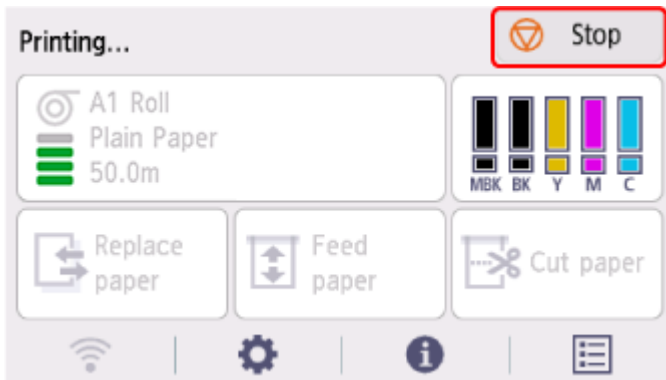 Printing...
Stop
A1 Roll
Plain Paper
50.0m
MBK BK Y M C
Replace
paper
Feed
paper
Cut paper